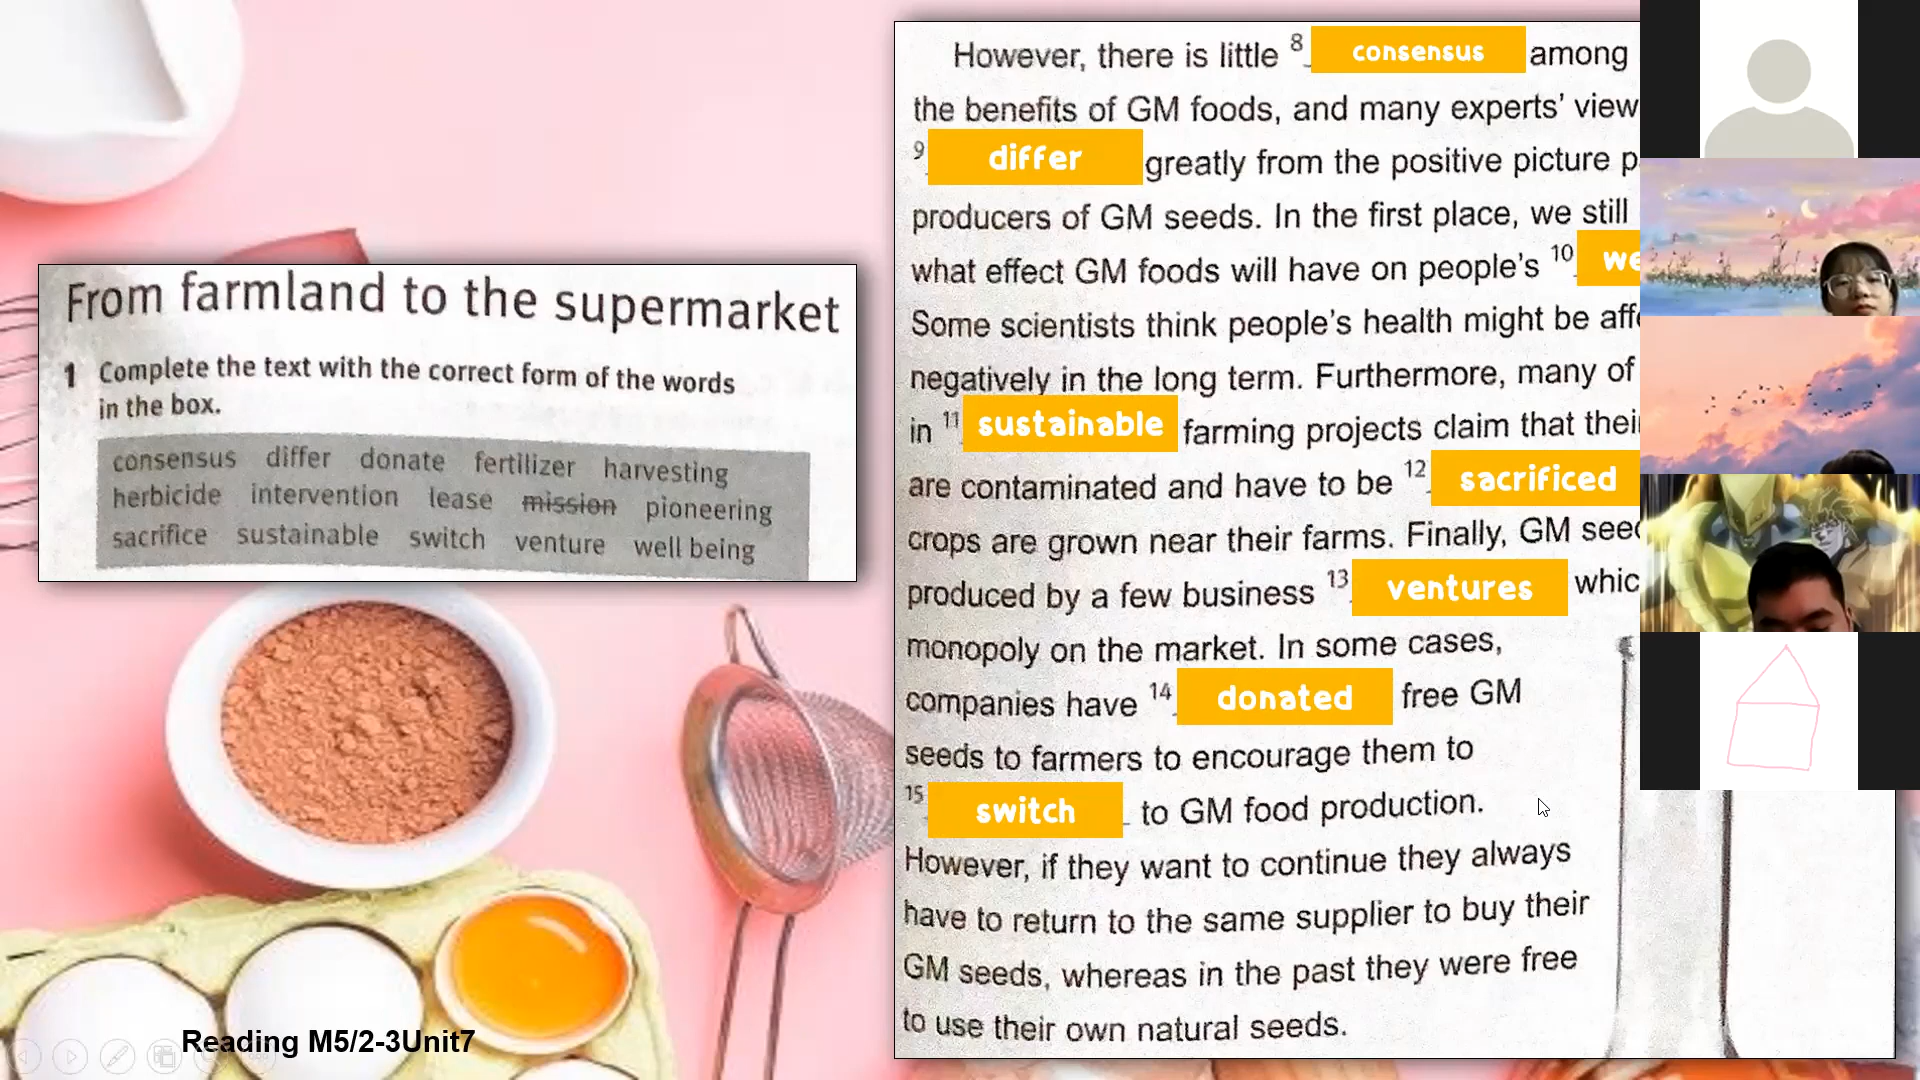 From farmland to the supermarket
1 Complete the text with the correct form of the words
in the box.
consensus differ donate fertilizer harvesting
herbicide intervention lease mission pioneering
sacrifice sustainable switch venture well being
However, there is little 8 consensus among
the benefits of GM foods, and many experts' view
9 differ greatly from the positive picture p
producers of GM seeds. In the first place, we still
what effect GM foods will have on people's 10 we
Some scientists think people's health might be affe
negatively in the long term. Furthermore, many of
in 11 sustainable farming projects claim that thei
are contaminated and have to be 12 sacrificed
crops are grown near their farms. Finally, GM seed
produced by a few business 13 ventures whic
monopoly on the market. In some cases,
companies have 14 donated free GM
seeds to farmers to encourage them to
15 switch to GM food production.
However, if they want to continue they always
have to return to the same supplier to buy their
GM seeds, whereas in the past they were free
to use their own natural seeds.
Reading M5/2-3Unit7